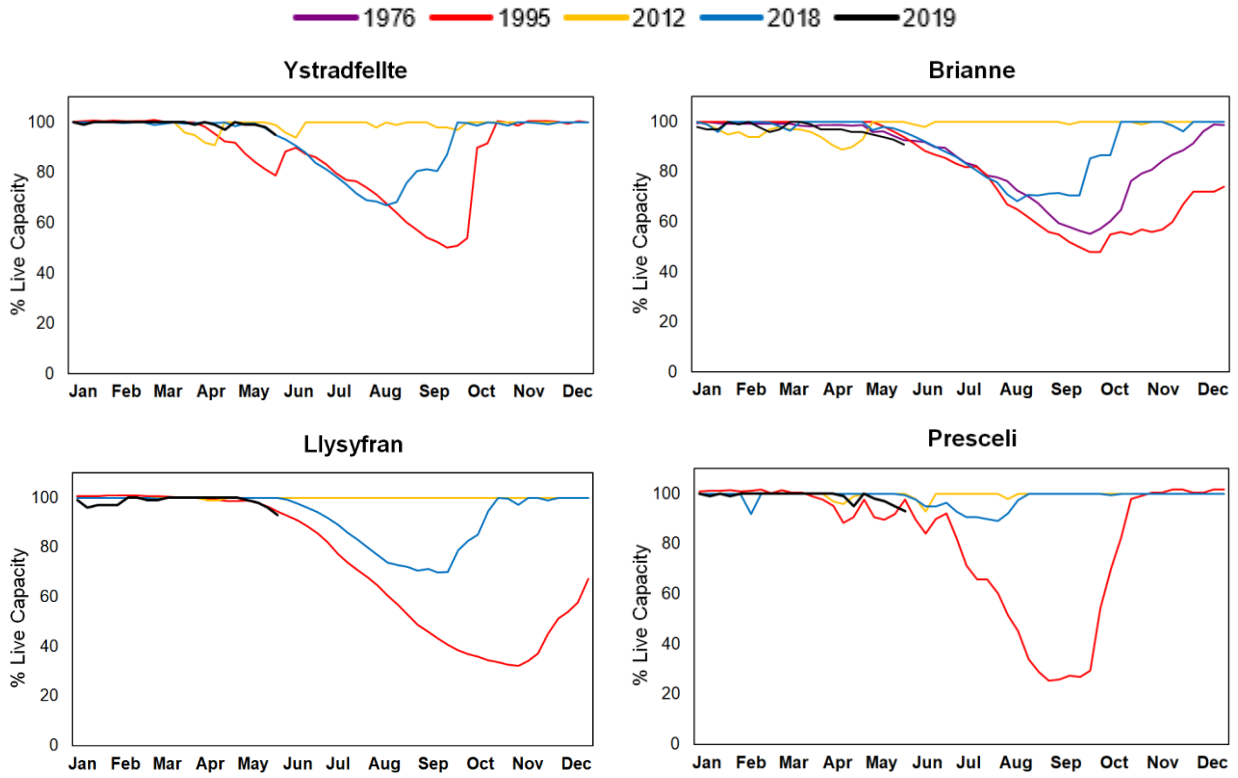 1976 1995 2012 2018 2019
Ystradfellte
% Live Capacity
100
80
60
40
20
0
Jan Feb Mar Apr May Jun Jul Aug Sep Oct Nov Dec
Brianne
% Live Capacity
100
80
60
40
20
0
Jan Feb Mar Apr May Jun Jul Aug Sep Oct Nov Dec
Llysyfran
% Live Capacity
100
80
60
40
20
0
Jan Feb Mar Apr May Jun Jul Aug Sep Oct Nov Dec
Presceli
% Live Capacity
100
80
60
40
20
0
Jan Feb Mar Apr May Jun Jul Aug Sep Oct Nov Dec